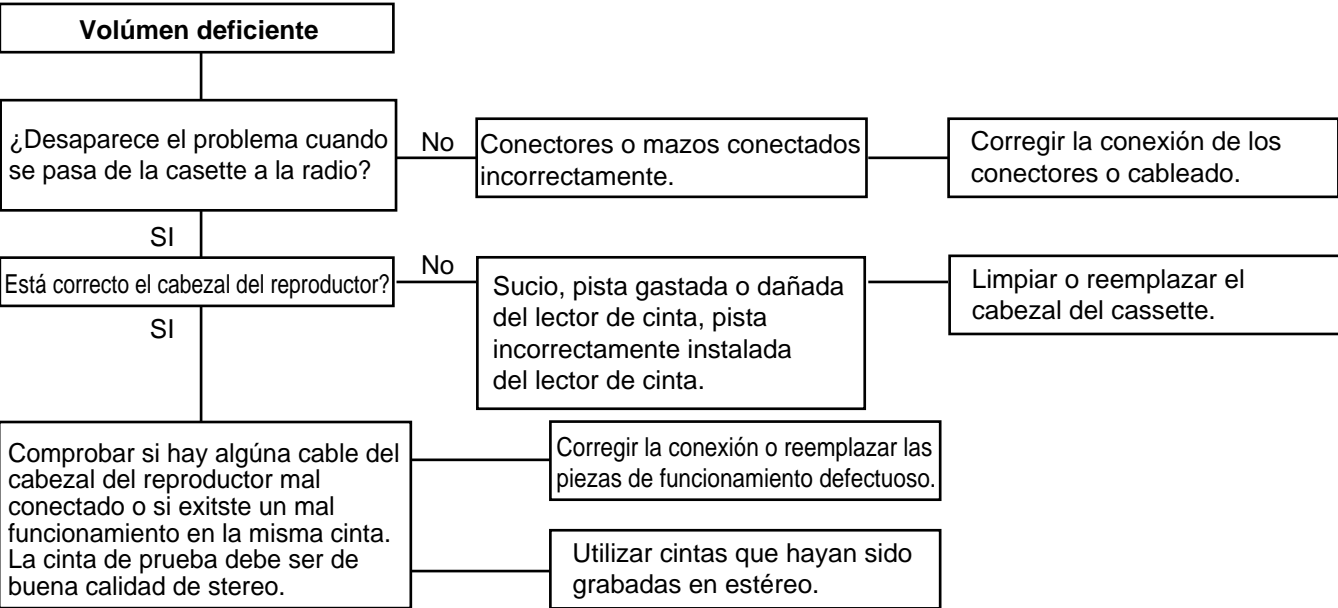 Volúmen deficiente
¿Desaparece el problema cuando
se pasa de la casette a la radio?
No
Conectores o mazos conectados
incorrectamente.
Corregir la conexión de los
conectores o cableado.
SI
Está correcto el cabezal del reproductor?
No
Sucio, pista gastada o dañada
del lector de cinta, pista
incorrectamente instalada
del lector de cinta.
Limpiar o reemplazar el
cabezal del cassette.
SI
Comprobar si hay algúna cable del
cabezal del reproductor mal
conectado o si exitste un mal
funcionamiento en la misma cinta.
La cinta de prueba debe ser de
buena calidad de stereo.
Corregir la conexión o reemplazar las
piezas de funcionamiento defectuoso.
Utilizar cintas que hayan sido
grabadas en estéreo.